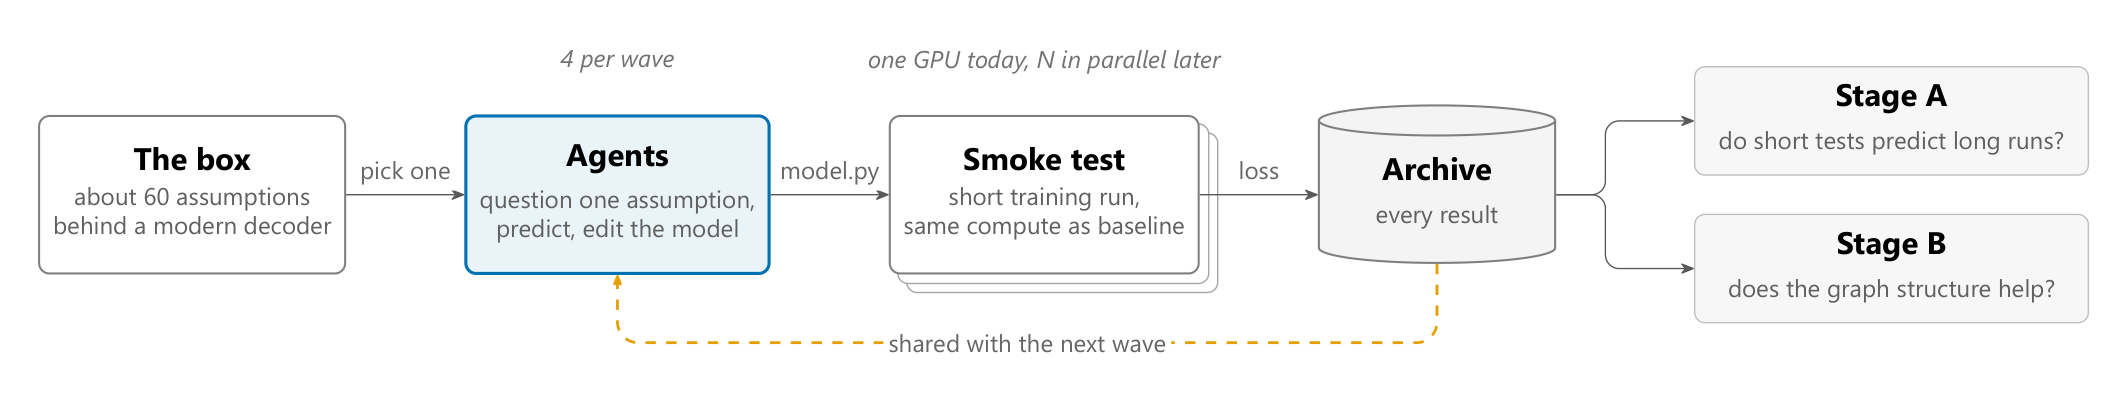 4 per wave
one GPU today, N in parallel later
The box
about 60 assumptions
behind a modern decoder
pick one
Agents
question one assumption,
predict, edit the model
model.py
Smoke test
short training run,
same compute as baseline
loss
Archive
every result
Stage A
do short tests predict long runs?
Stage B
does the graph structure help?
shared with the next wave